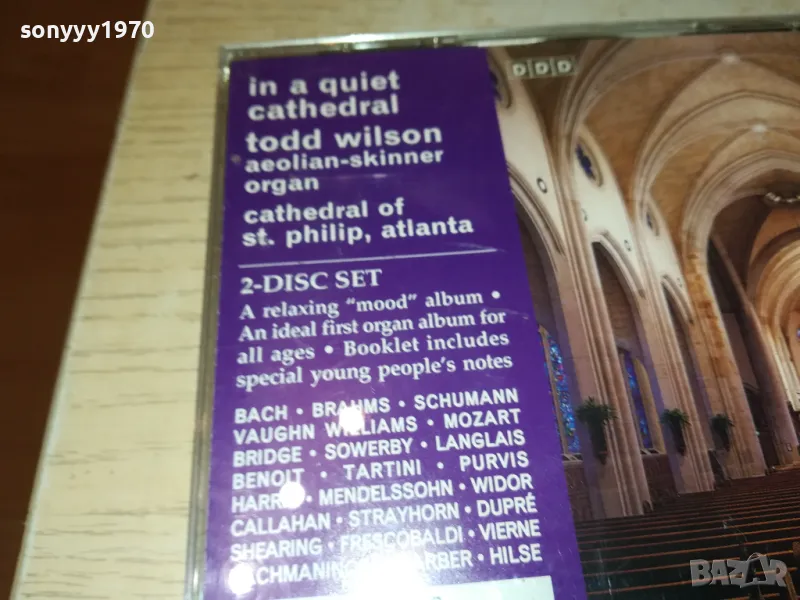 sonyyy1970
DDD
in a quiet
cathedral
todd wilson
aeolian-skinner
organ
cathedral of
st. philip, atlanta
2-DISC SET
A relaxing "mood" album •
An ideal first organ album for
all ages • Booklet includes
special young people's notes
BACH • BRAHMS • SCHUMANN
VAUGHN WILLIAMS • MOZART
BRIDGE • SOWERBY • LANGLAIS
BENOIT • TARTINI • PURVIS
MENDELSSOHN • WIDOR
CALLAHAN • STRAYHORN • DUPRÉ
SHEARING • FRESCOBALDI • VIERNE
HILSE
BAZAR